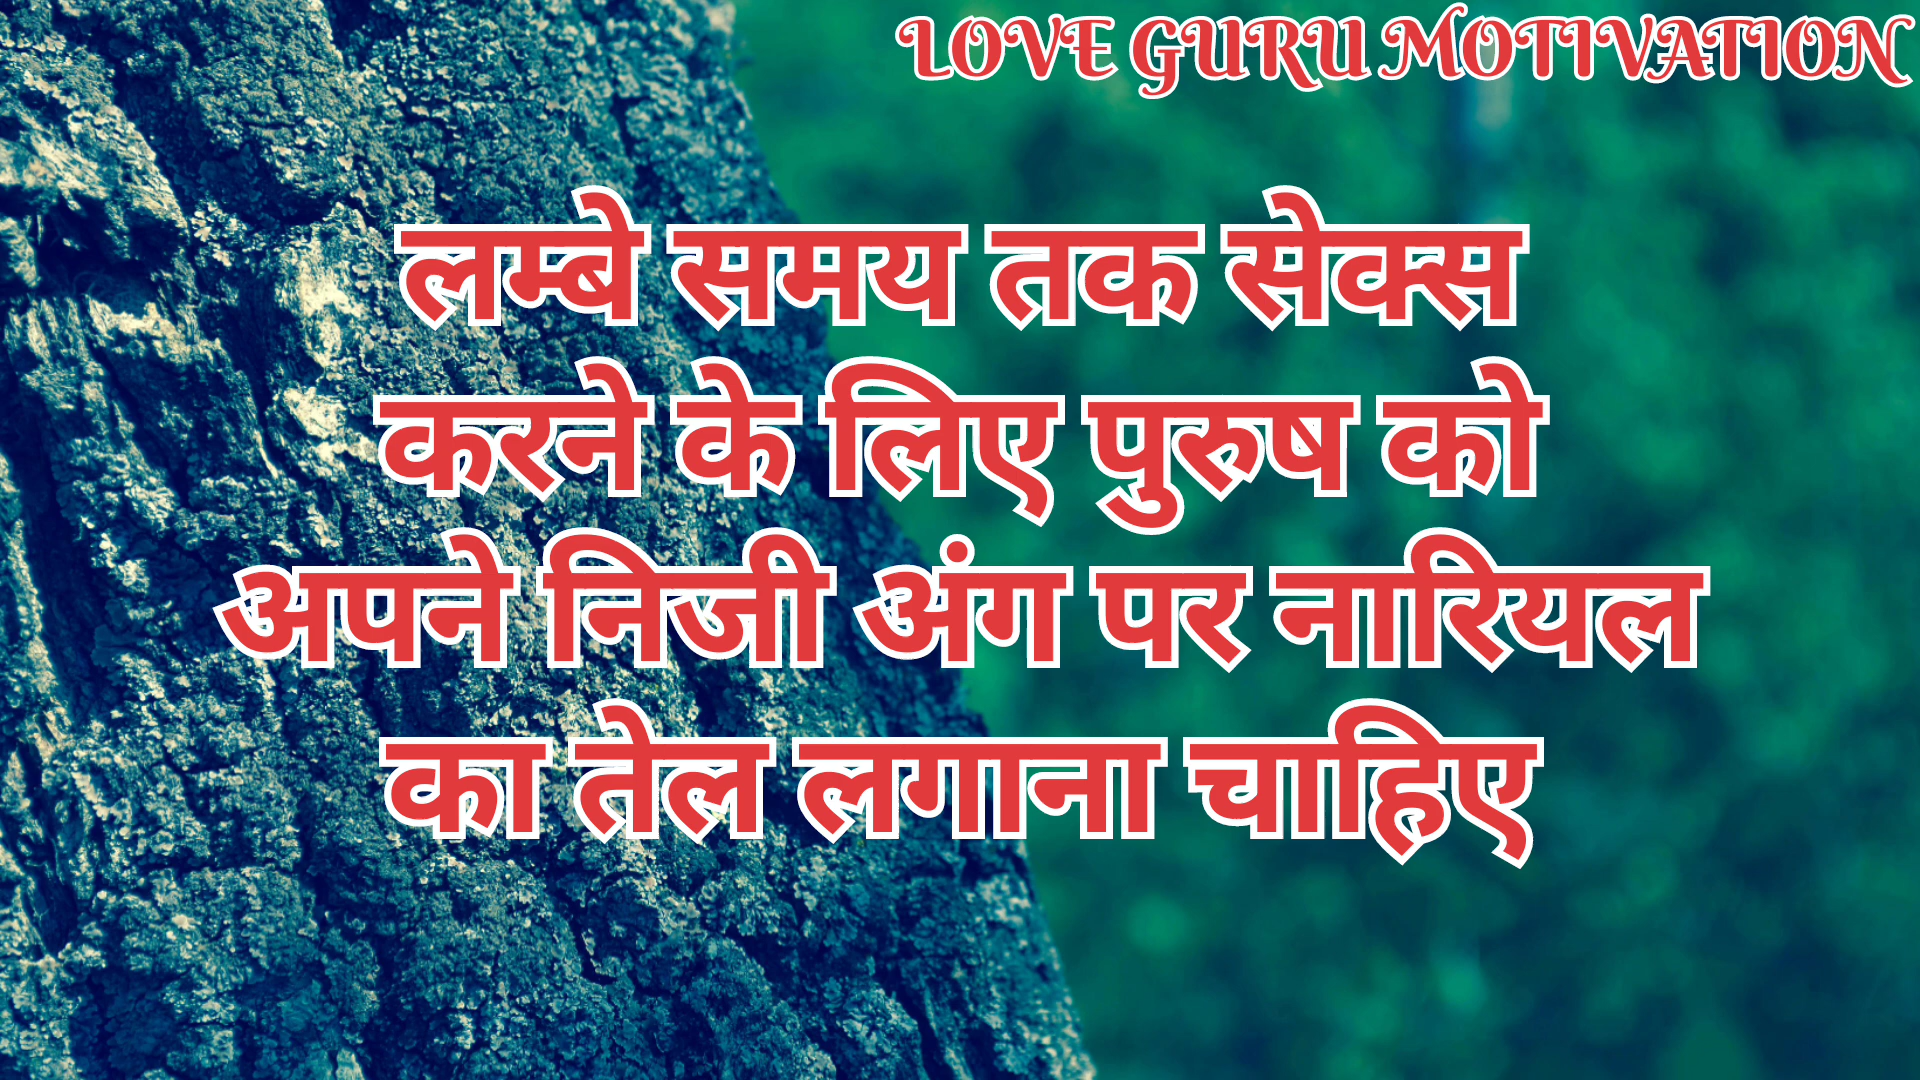 LOVE GURU MOTIVATION
लम्बे समय तक सेक्स
करने के लिए पुरुष को
अपने निजी अंग पर नारियल
का तेल लगाना चाहिए